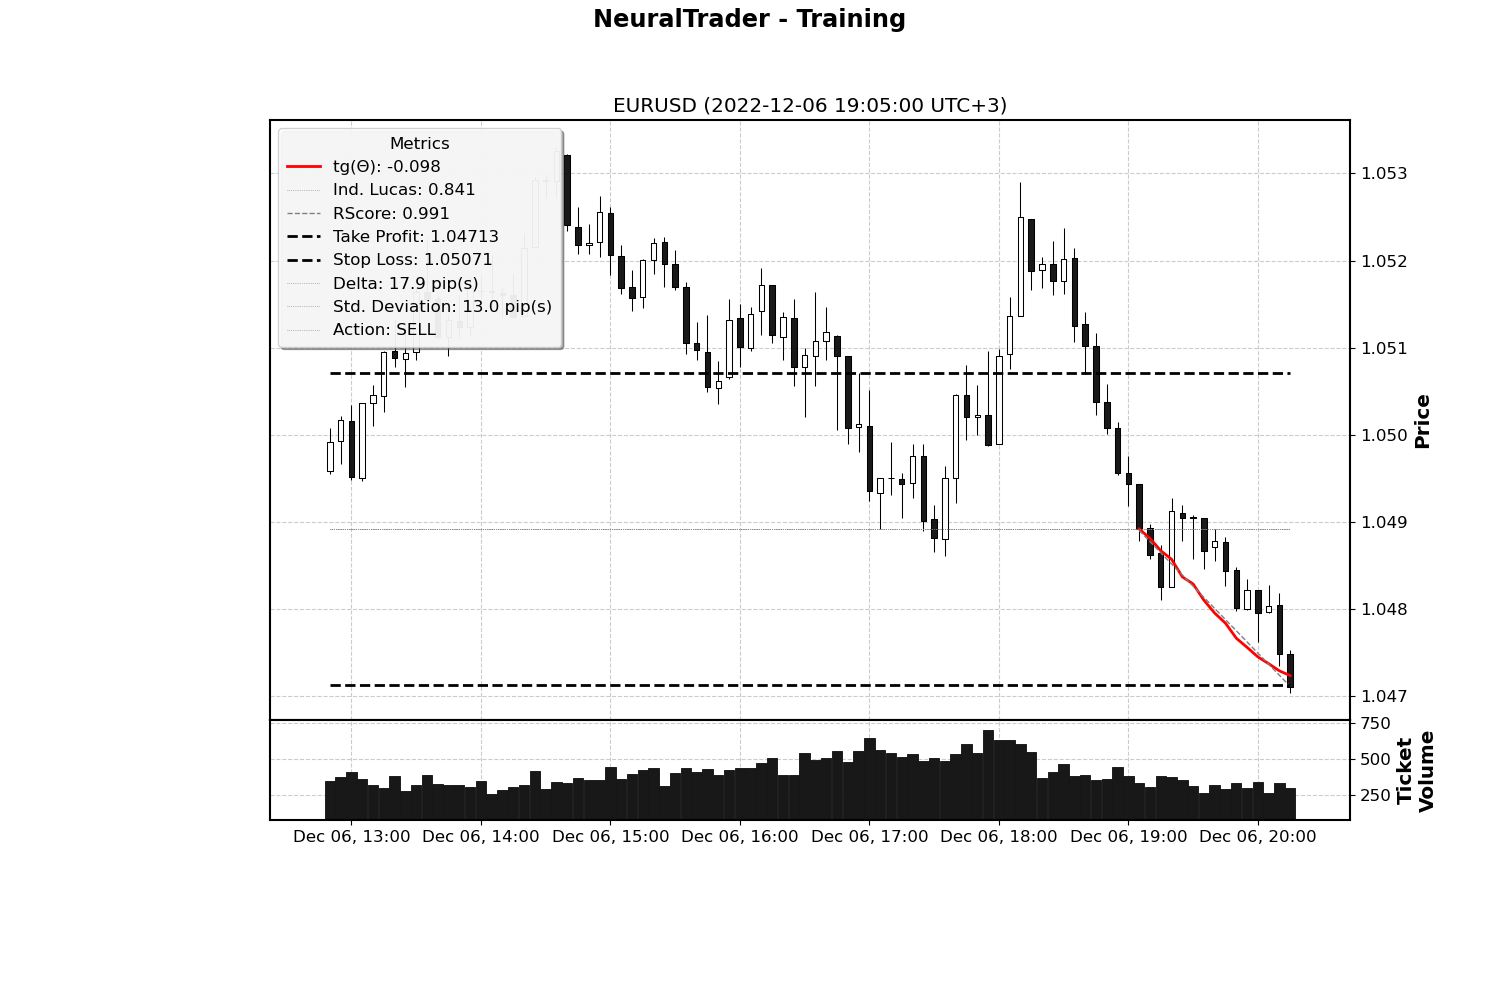 NeuralTrader - Training
EURUSD (2022-12-06 19:05:00 UTC+3)
Metrics
tg(Θ): -0.098
Ind. Lucas: 0.841
RScore: 0.991
Take Profit: 1.04713
Stop Loss: 1.05071
Delta: 17.9 pip(s)
Std. Deviation: 13.0 pip(s)
Action: SELL
1.053
1.052
1.051
1.050
1.049
1.048
1.047
Price
750
500
250
Ticket
Volume
Dec 06, 13:00 Dec 06, 14:00 Dec 06, 15:00 Dec 06, 16:00 Dec 06, 17:00 Dec 06, 18:00 Dec 06, 19:00 Dec 06, 20:00